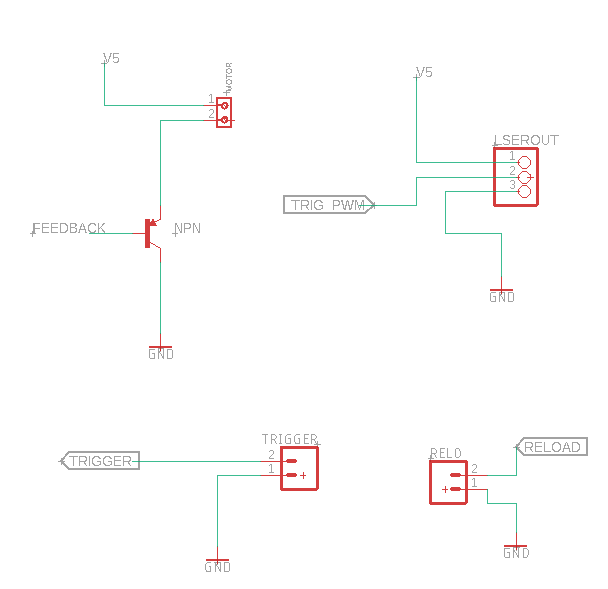 V5
MOTOR
1
2
FEEDBACK
NPN
GND
V5
LSEROUT
1
2
3
TRIG_PWM
GND
TRIGGER
TRIGGER
2
1
GND
RELD
2
1
RELOAD
GND